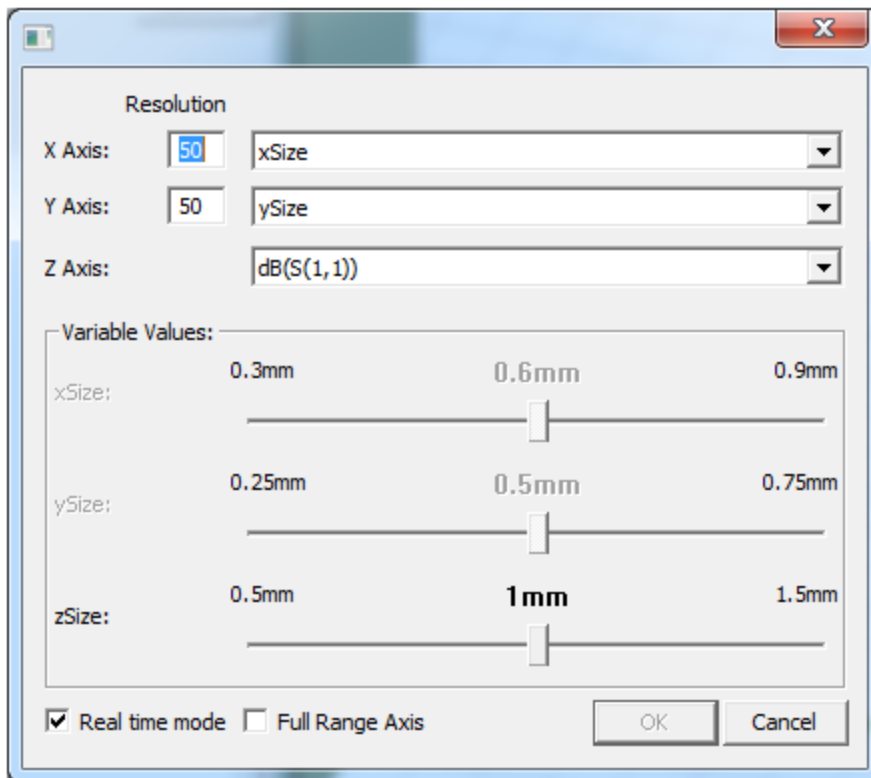 Resolution
X Axis: 50 xSize
Y Axis: 50 ySize
Z Axis: dB(S(1,1))
Variable Values:
0.3mm 0.6mm 0.9mm
xSize:
0.25mm 0.5mm 0.75mm
ySize:
0.5mm 1mm 1.5mm
zSize:
Real time mode Full Range Axis OK Cancel